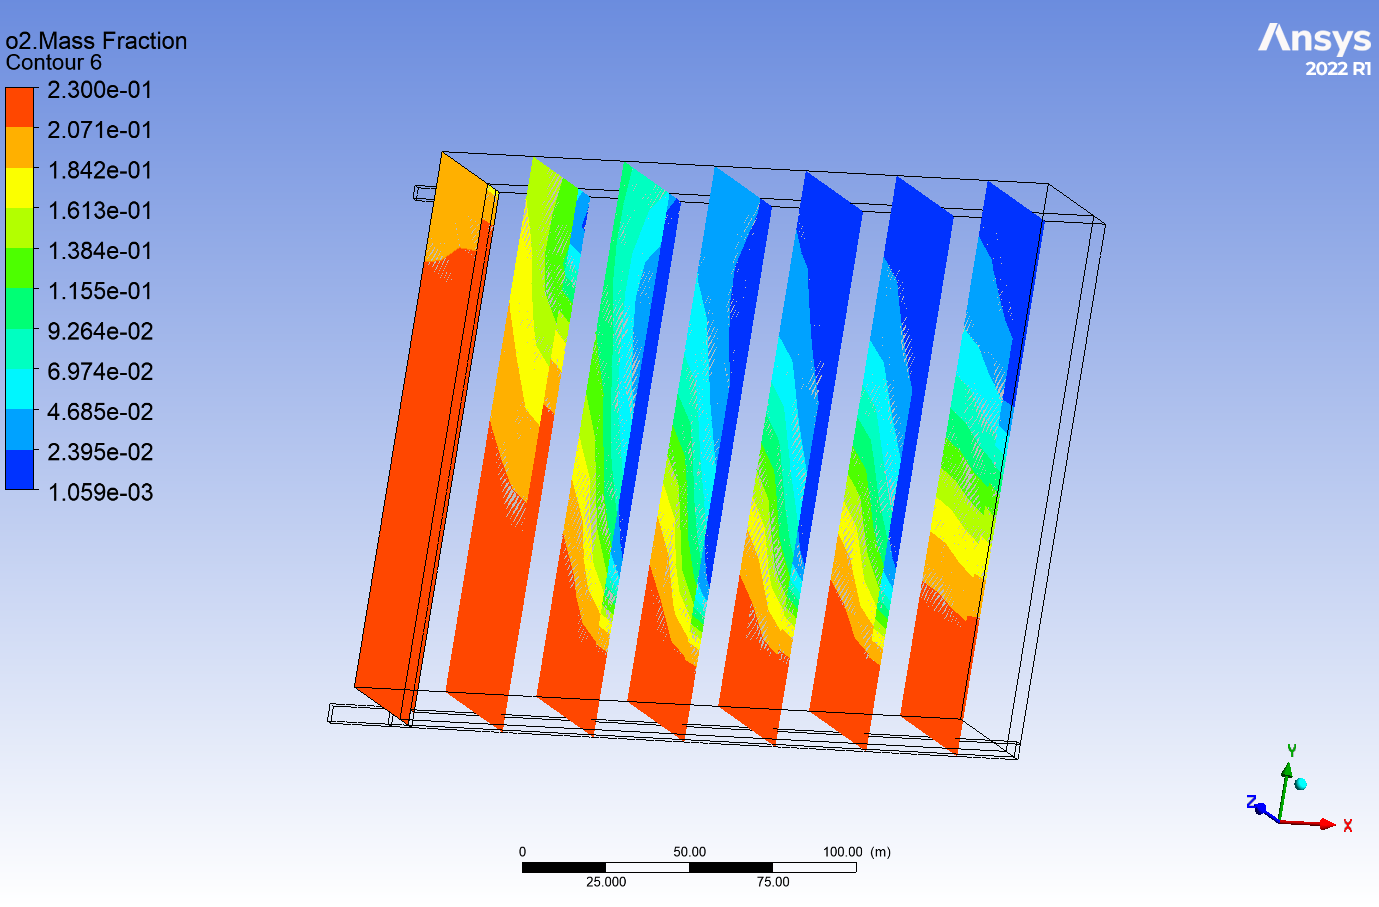 o2.Mass Fraction
Contour 6
2.300e-01
2.071e-01
1.842e-01
1.613e-01
1.384e-01
1.155e-01
9.264e-02
6.974e-02
4.685e-02
2.395e-02
1.059e-03
Ansys
2022 R1
0 50.00 100.00 (m)
25.000 75.00
Y
Z
X